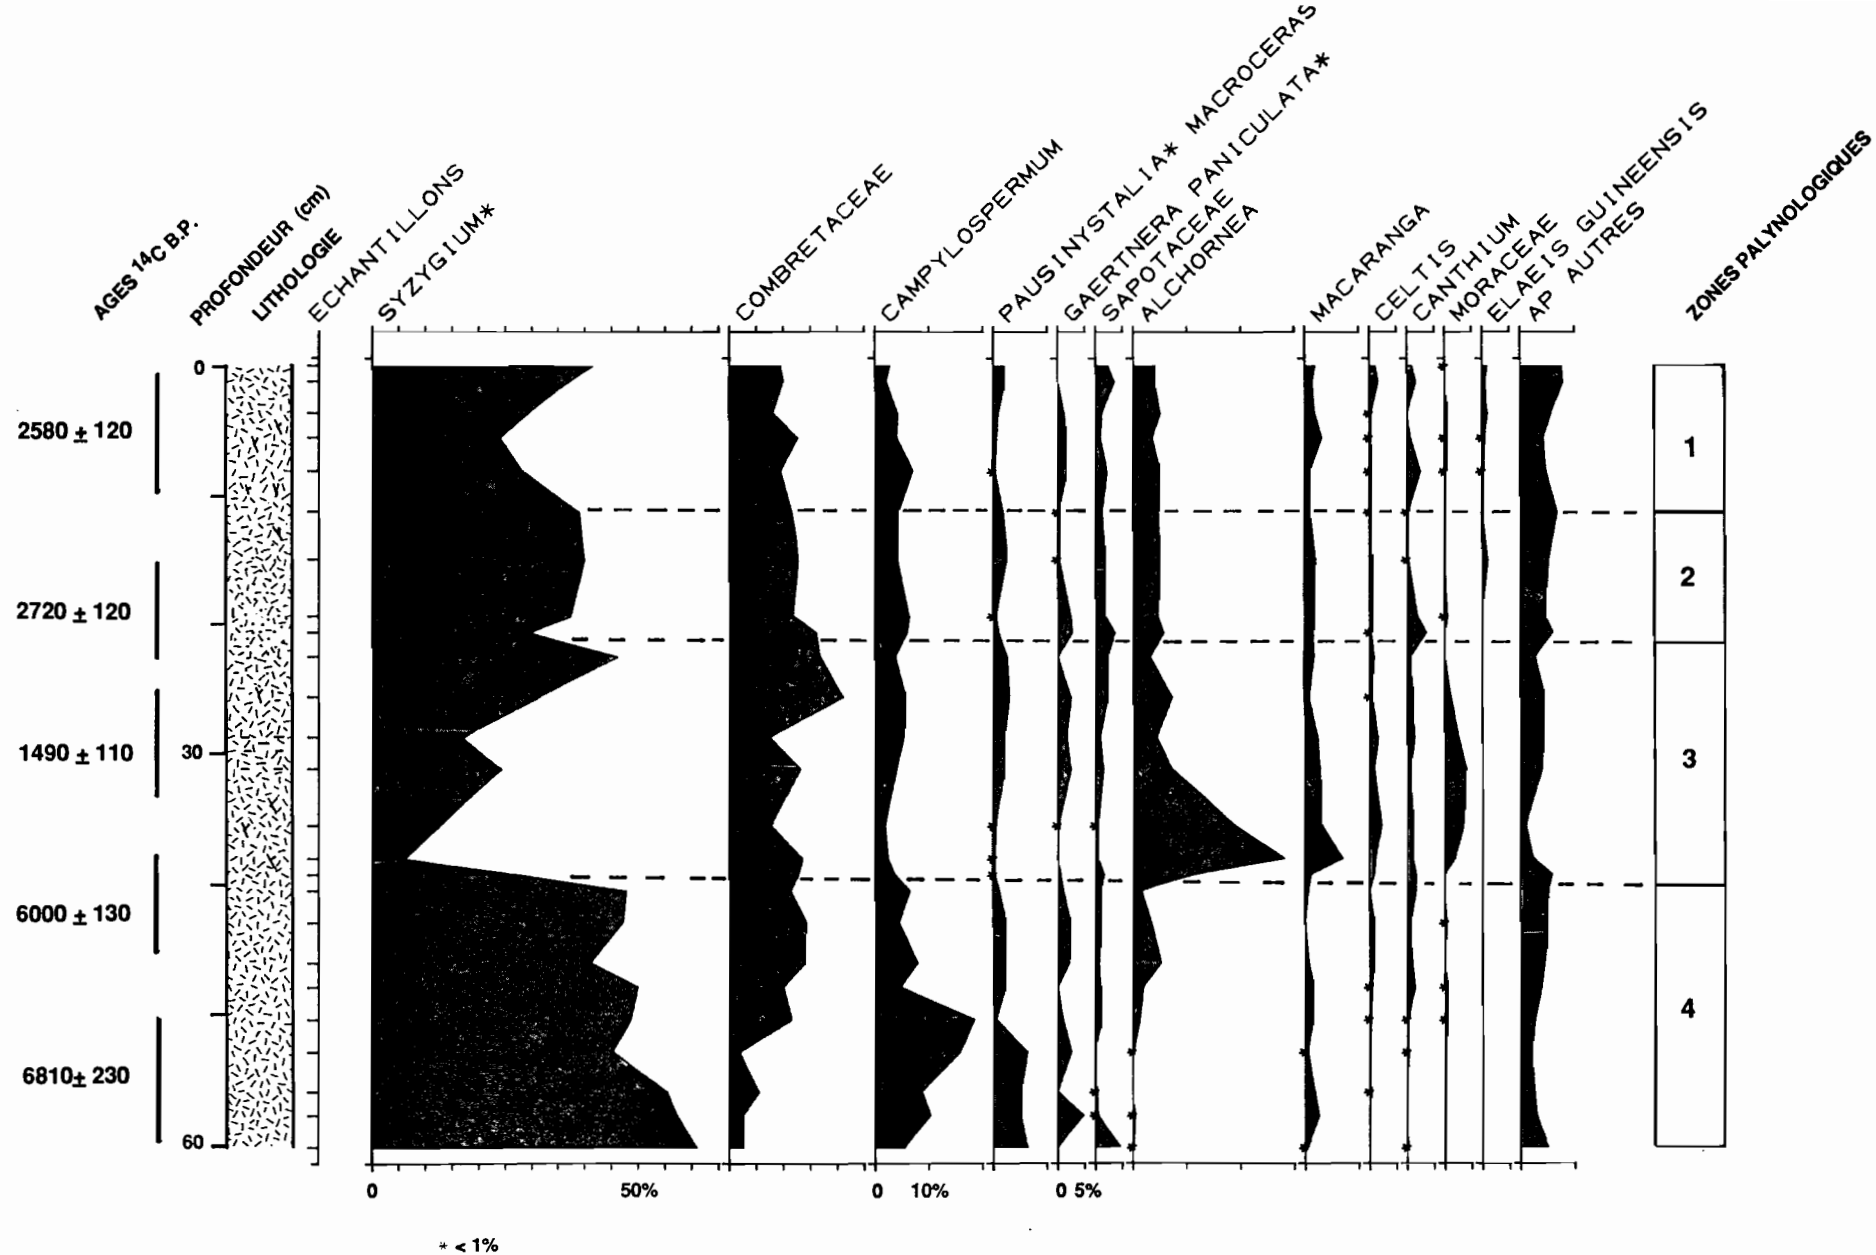 AGES 14C B.P.
PROFONDEUR (cm)
LITHOLOGIE
ECHANTILLONS
SYZYGIUM*
COMBRETACEAE
CAMPYLOSPERMUM
PAUSINYSTALIA* MACROCERAS
GAERTNERA PANICULATA*
SAPOTACEAE
ALCHORNEA
MACARANGA
CELTIS
CANTHIUM
MORACEAE
ELAEIS GUINEENSIS
AP AUTRES
ZONES PALYNOLOGIQUES
0
2580 ± 120
1
2720 ± 120
2
1490 ± 110
30
3
6000 ± 130
4
6810± 230
60
0 50% 0 10% 0 5%
* < 1%